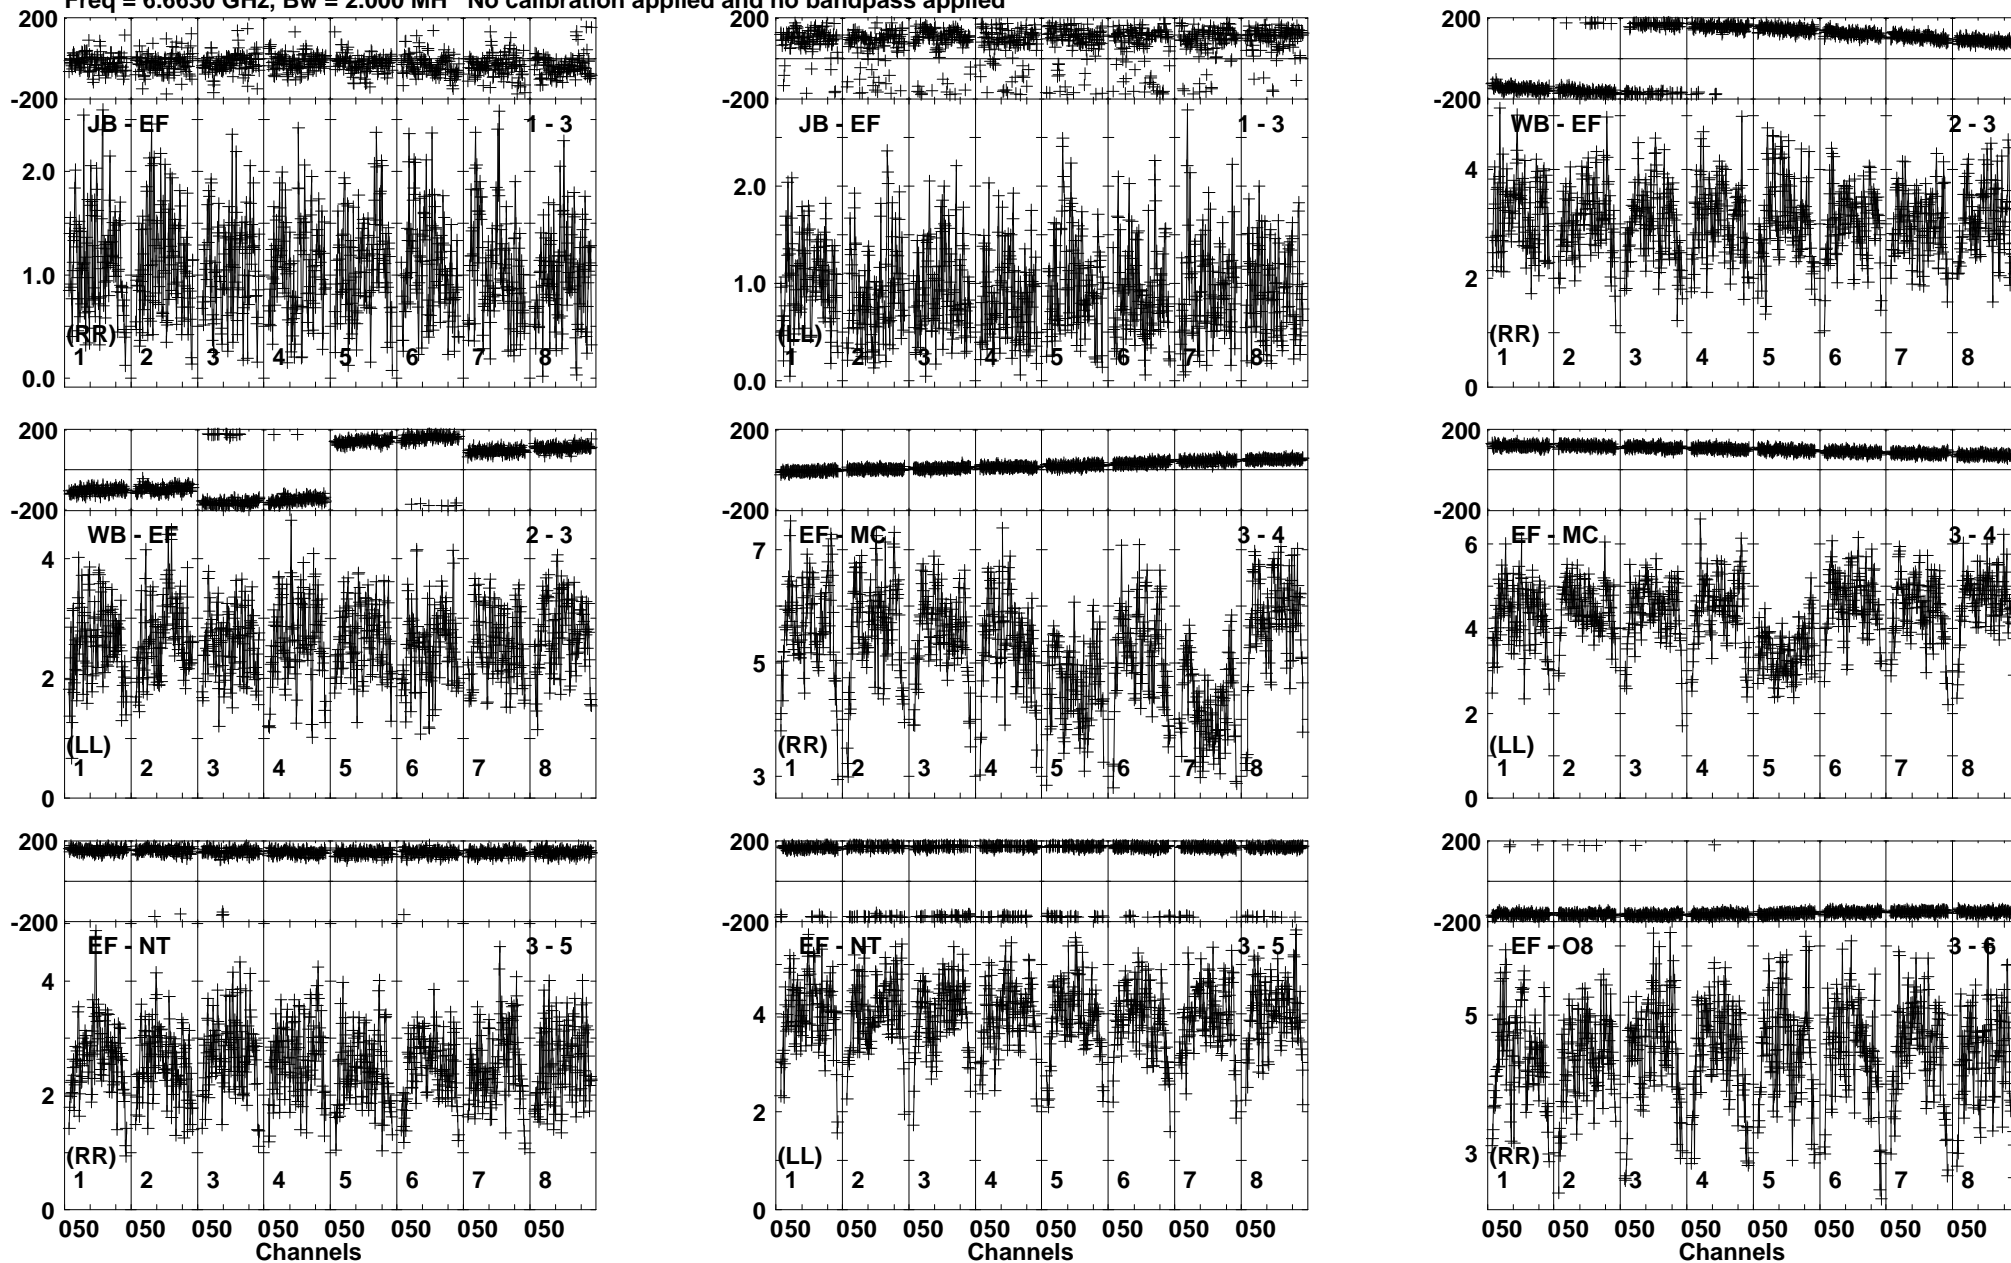 Freq = 6.6630 GHz, Bw = 2.000 MH No calibration applied and no bandpass applied
200
-200
JB - EF 1 - 3
2.0
1.0
0.0
(RR)
1 2 3 4 5 6 7 8
200
-200
JB - EF 1 - 3
2.0
1.0
0.0
(LL)
1 2 3 4 5 6 7 8
200
-200
WB - EF 2 - 3
4
2
0
(RR)
1 2 3 4 5 6 7 8
200
-200
WB - EF 2 - 3
4
2
0
(LL)
1 2 3 4 5 6 7 8
200
-200
EF - MC 3 - 4
7
5
3
(RR)
1 2 3 4 5 6 7 8
200
-200
EF - MC 3 - 4
6
4
2
0
(LL)
1 2 3 4 5 6 7 8
200
-200
EF - NT 3 - 5
4
2
0
(RR)
1 2 3 4 5 6 7 8
050 050 050 050 050 050 050 050
Channels
200
-200
EF - NT 3 - 5
4
2
0
(LL)
1 2 3 4 5 6 7 8
050 050 050 050 050 050 050 050
Channels
200
-200
EF - O8 3 - 6
5
3
(RR)
1 2 3 4 5 6 7 8
050 050 050 050 050 050 050 050
Channels